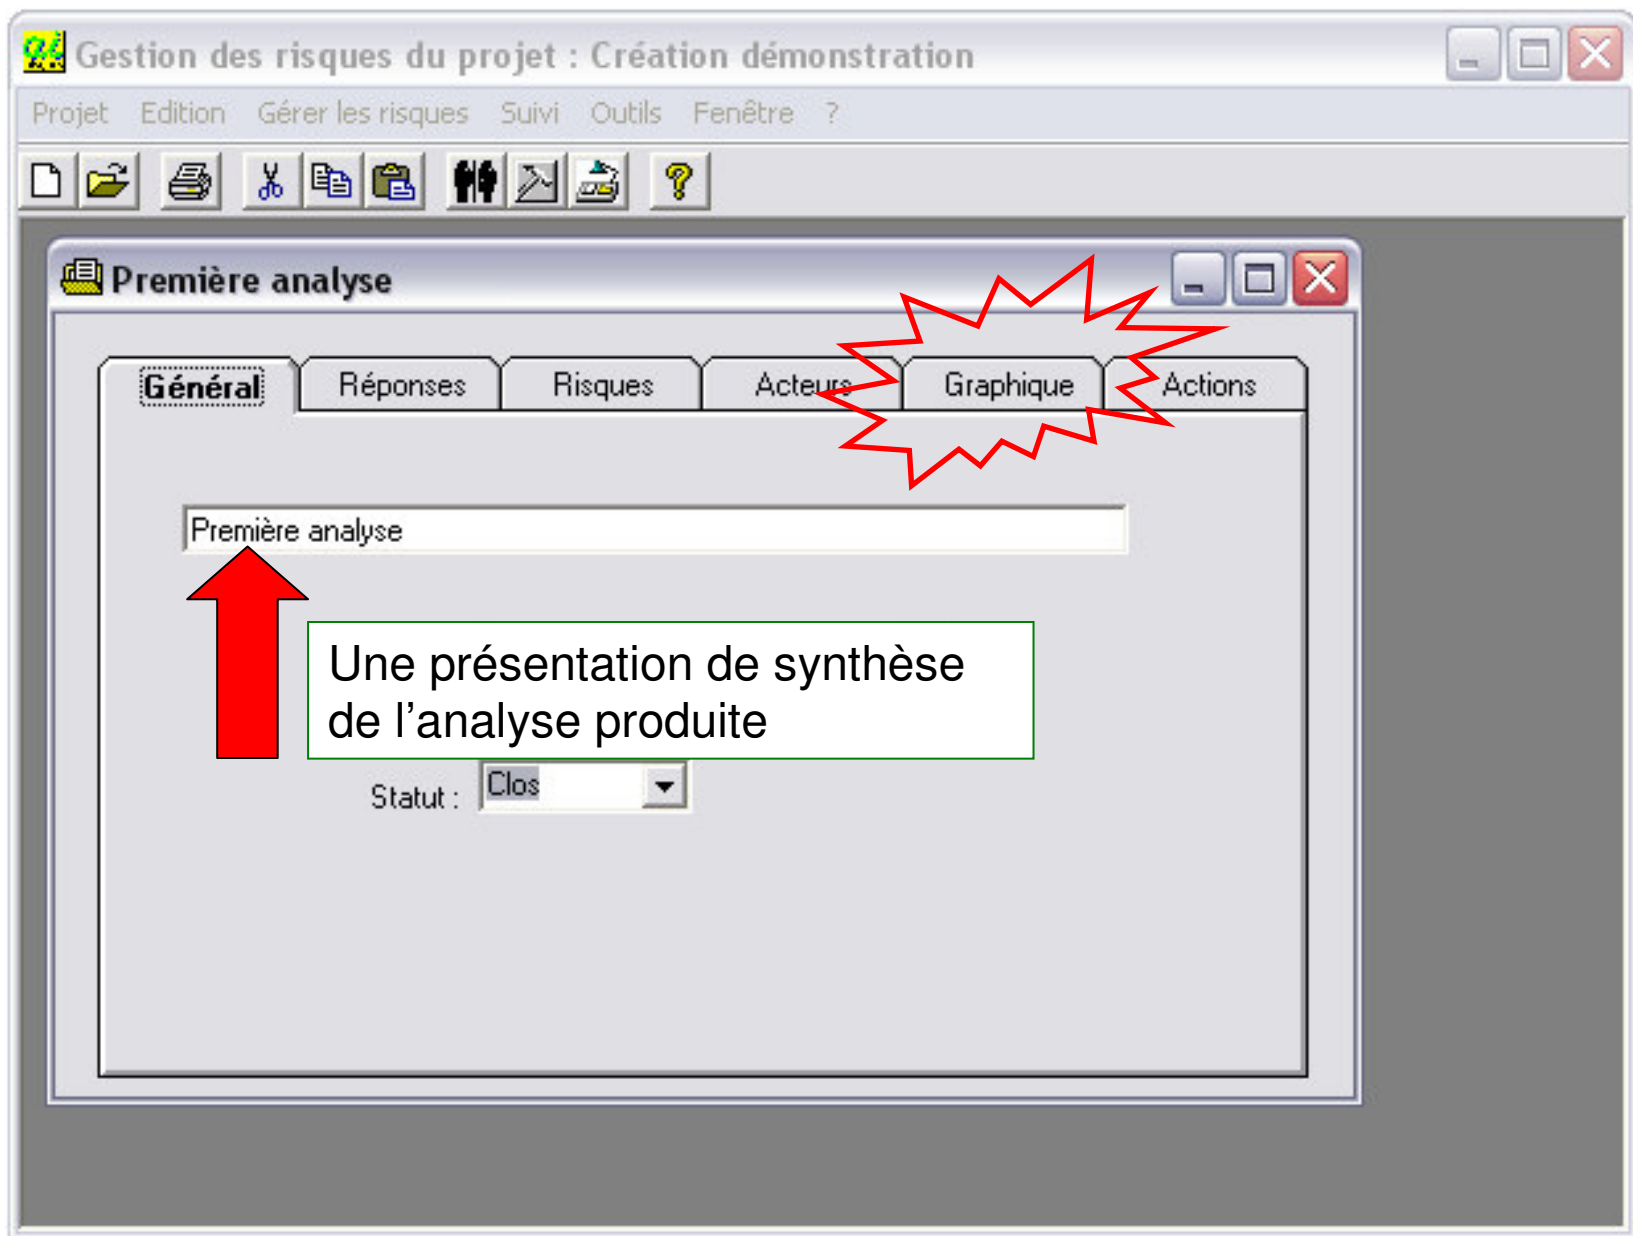 Gestion des risques du projet : Création démonstration
Projet Edition Gérer les risques Suivi Outils Fenêtre ?
Première analyse
Général Réponses Risques Acteurs Graphique Actions
Première analyse
Une présentation de synthèse
de l’analyse produite
Statut : Clos